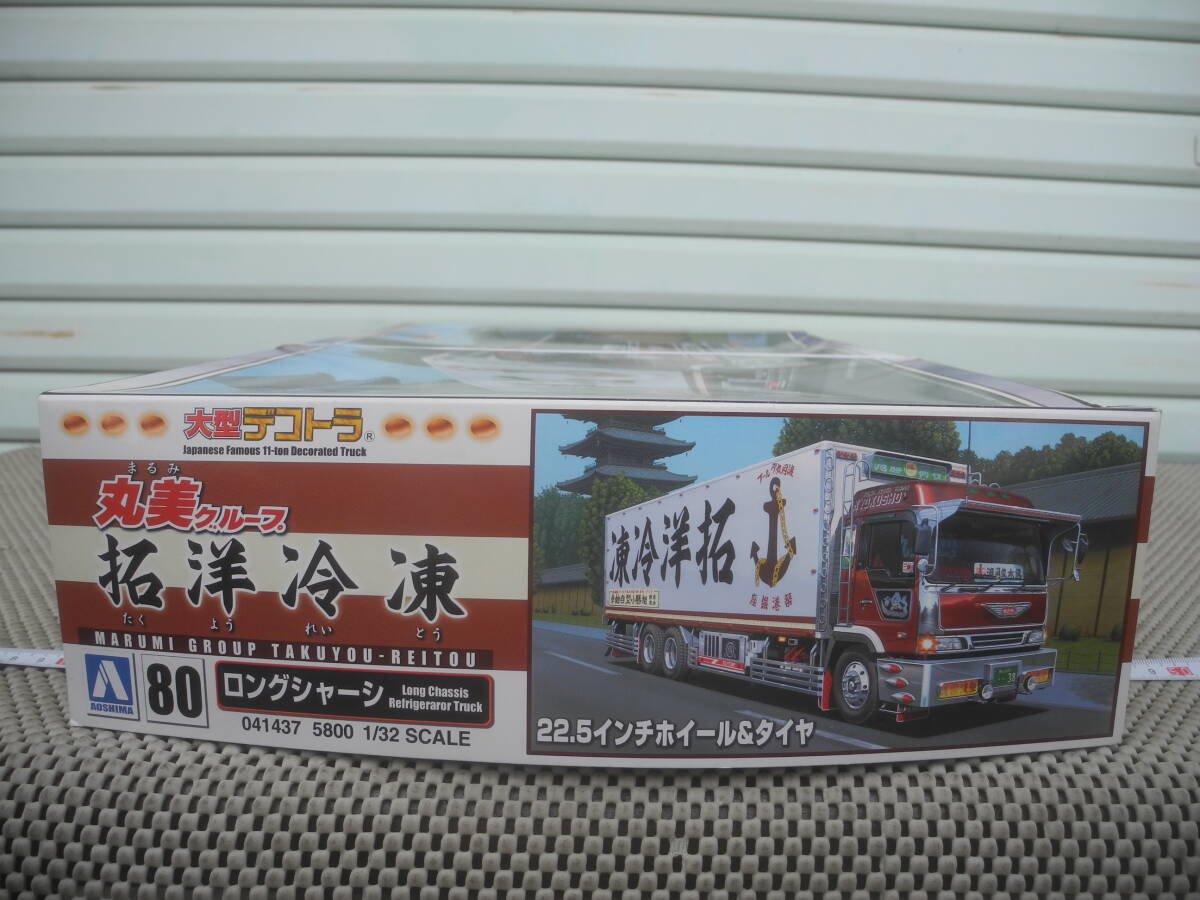 大型デコトラ®
Japanese Famous 11-ton Decorated Truck
まるみ
丸美グループ
拓洋冷凍
たく よう れい とう
MARUMI GROUP TAKUYOU-REITOU
AOSHIMA
80
ロングシャーシ
Long Chassis
Refrigeraror Truck
041437 5800 1/32 SCALE
凍冷洋拓
22.5インチホイール&タイヤ
38